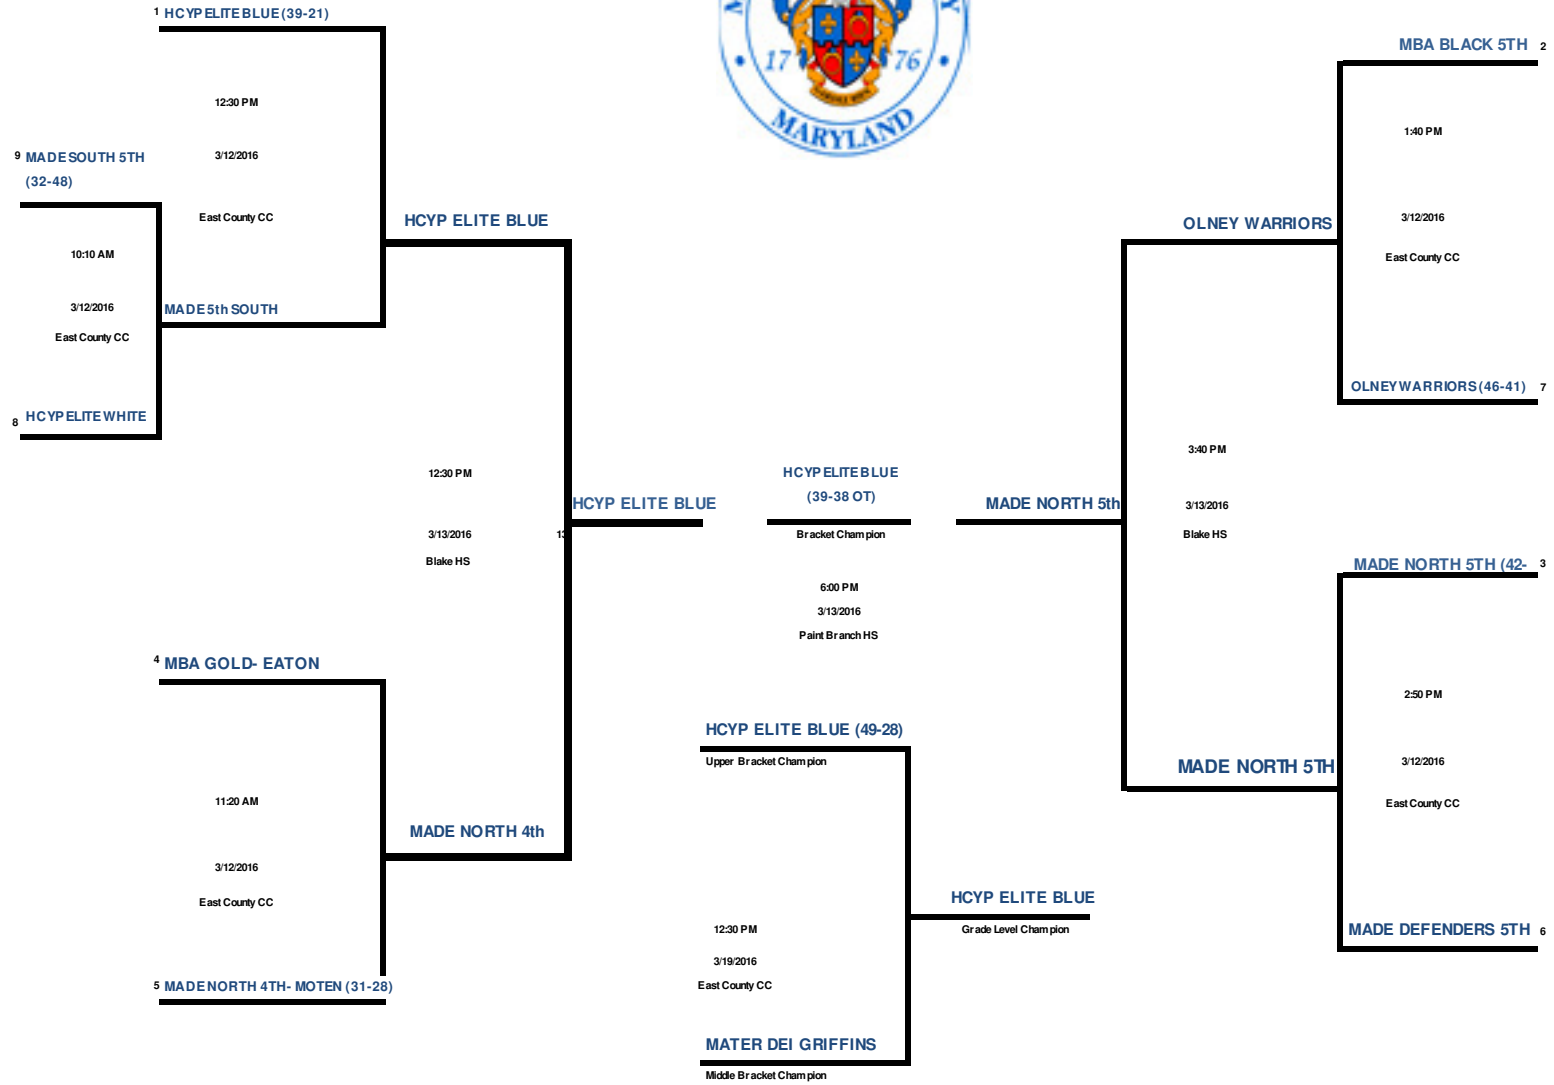 1 HCYP ELITE BLUE (39-21)
17 76
MARYLAND
MBA BLACK 5TH 2
12:30 PM
1:40 PM
9 MADE SOUTH 5TH
(32-48)
3/12/2016
East County CC
HCYP ELITE BLUE
OLNEY WARRIORS
3/12/2016
East County CC
10:10 AM
3/12/2016
East County CC
MADE 5th SOUTH
8 HCYP ELITE WHITE
OLNEY WARRIORS (46-41) 7
12:30 PM
3/13/2016
Blake HS
HCYP ELITE BLUE
HCYP ELITE BLUE
(39-38 OT)
Bracket Champion
6:00 PM
3/13/2016
Paint Branch HS
MADE NORTH 5th
3:40 PM
3/13/2016
Blake HS
MADE NORTH 5TH (42- 3
4 MBA GOLD- EATON
2:50 PM
HCYP ELITE BLUE (49-28)
Upper Bracket Champion
MADE NORTH 5TH
3/12/2016
East County CC
11:20 AM
MADE NORTH 4th
3/12/2016
East County CC
HCYP ELITE BLUE
Grade Level Champion
12:30 PM
3/19/2016
East County CC
MADE DEFENDERS 5TH 6
5 MADE NORTH 4TH- MOTEN (31-28)
MATER DEI GRIFFINS
Middle Bracket Champion